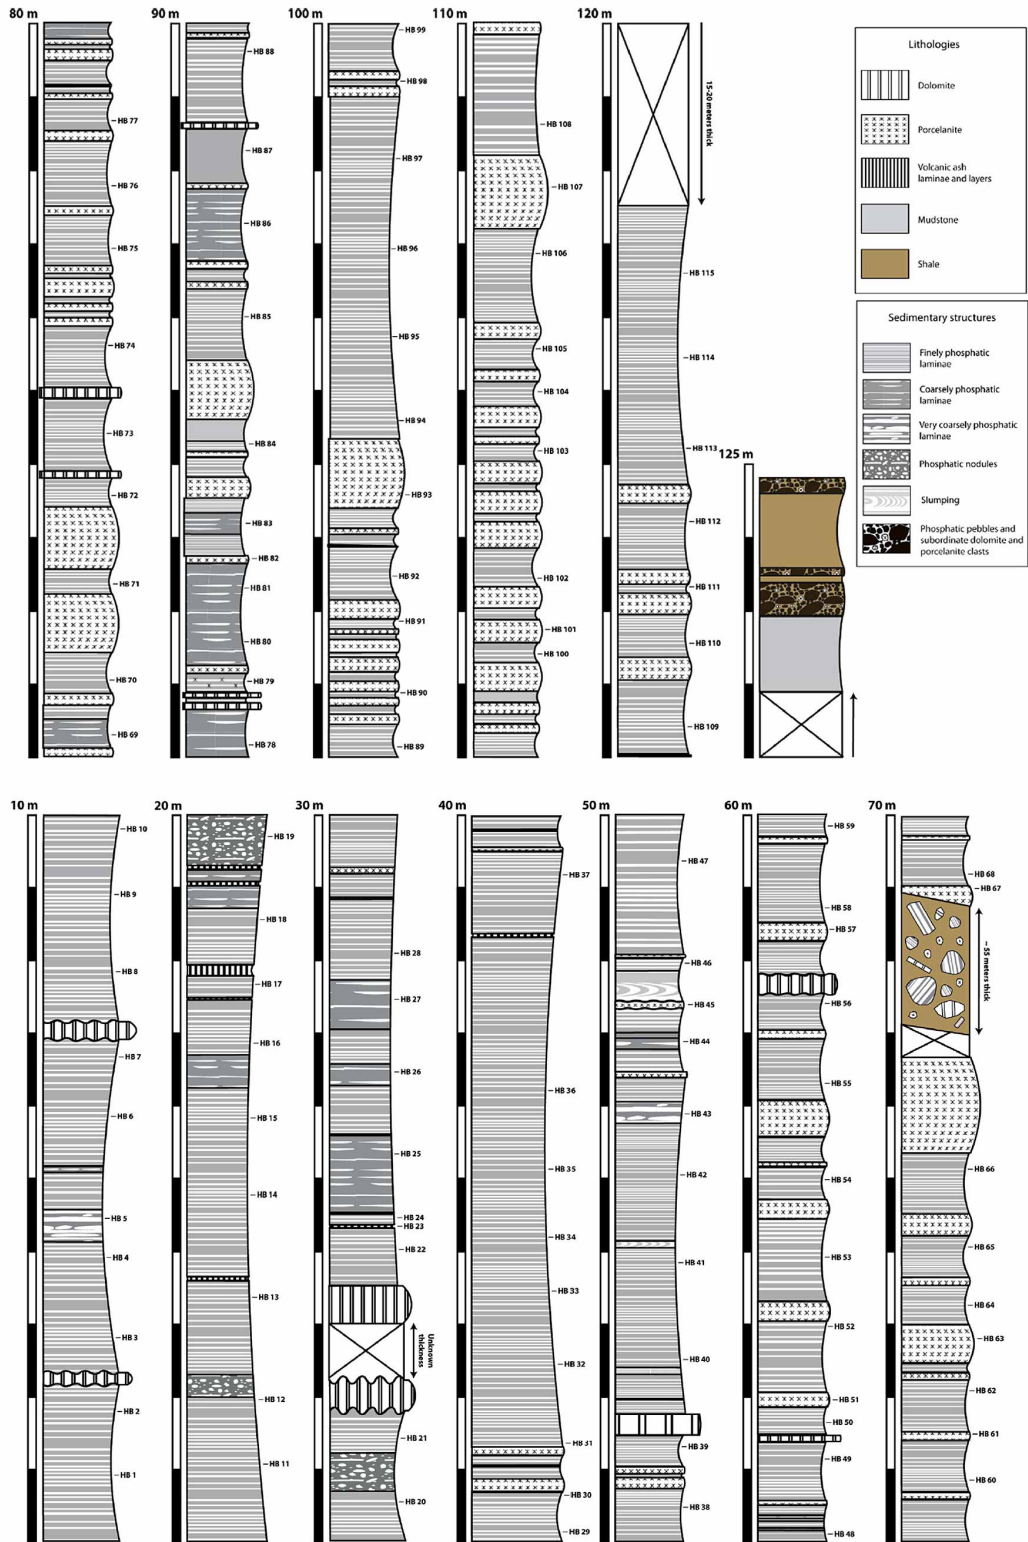 80 m
90 m
100 m
110 m
120 m
HB 77
HB 76
HB 75
HB 74
HB 73
HB 72
HB 71
HB 70
HB 69
HB 88
HB 87
HB 86
HB 85
HB 84
HB 83
HB 82
HB 81
HB 80
HB 79
HB 78
HB 99
HB 98
HB 97
HB 96
HB 95
HB 94
HB 93
HB 92
HB 91
HB 90
HB 89
HB 108
HB 107
HB 106
HB 105
HB 104
HB 103
HB 102
HB 101
HB 100
15-20 meters thick
HB 115
HB 114
HB 113
HB 112
HB 111
HB 110
HB 109
125 m
Lithologies
Dolomite
Porcelanite
Volcanic ash
laminae and layers
Mudstone
Shale
Sedimentary structures
Finely phosphatic
laminae
Coarsely phosphatic
laminae
Very coarsely phosphatic
laminae
Phosphatic nodules
Slumping
Phosphatic pebbles and
subordinate dolomite and
porcelanite clasts
10 m
20 m
30 m
40 m
50 m
60 m
70 m
HB 10
HB 9
HB 8
HB 7
HB 6
HB 5
HB 4
HB 3
HB 2
HB 1
HB 19
HB 18
HB 17
HB 16
HB 15
HB 14
HB 13
HB 12
HB 11
HB 28
HB 27
HB 26
HB 25
HB 24
HB 23
HB 22
Unknown
thickness
HB 21
HB 20
HB 37
HB 36
HB 35
HB 34
HB 33
HB 32
HB 31
HB 30
HB 29
HB 47
HB 46
HB 45
HB 44
HB 43
HB 42
HB 41
HB 40
HB 39
HB 38
HB 59
HB 58
HB 57
HB 56
HB 55
HB 54
HB 53
HB 52
HB 51
HB 50
HB 49
HB 48
HB 68
HB 67
~ 55 meters thick
HB 66
HB 65
HB 64
HB 63
HB 62
HB 61
HB 60